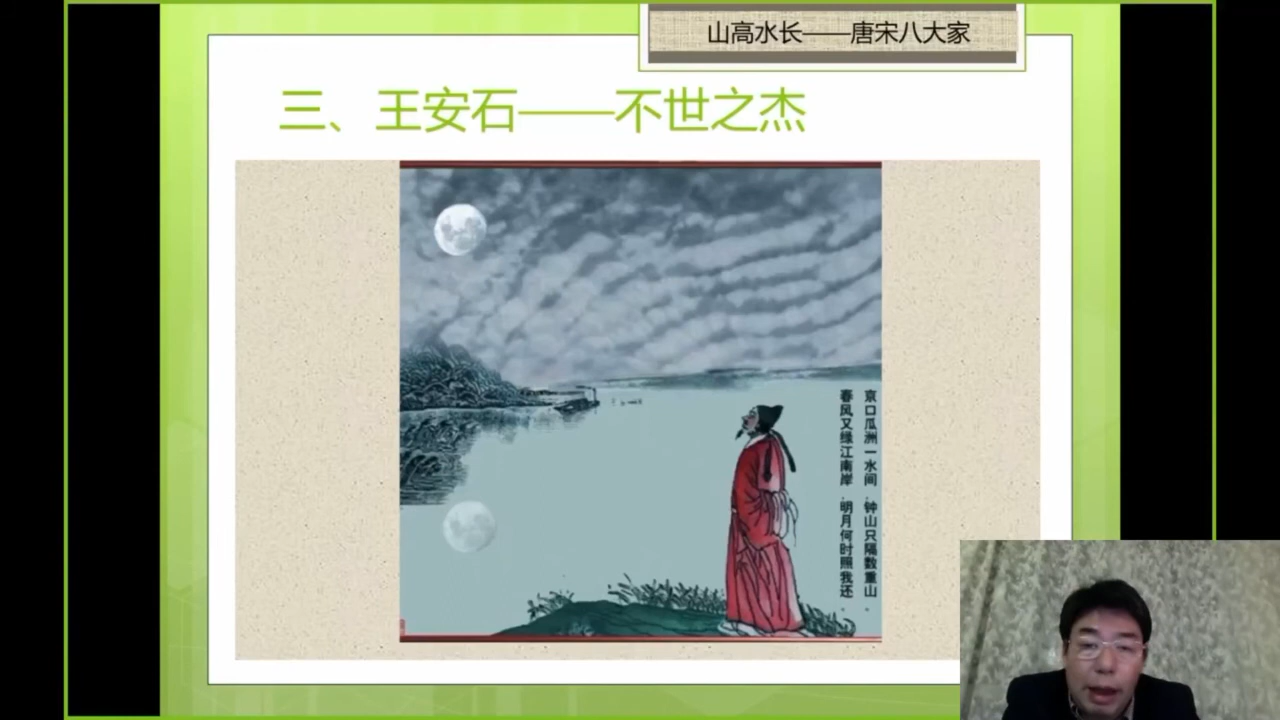 山高水长——唐宋八大家
三、王安石——不世之杰
京口瓜洲一水间，钟山只隔数重山。
春风又绿江南岸，明月何时照我还。